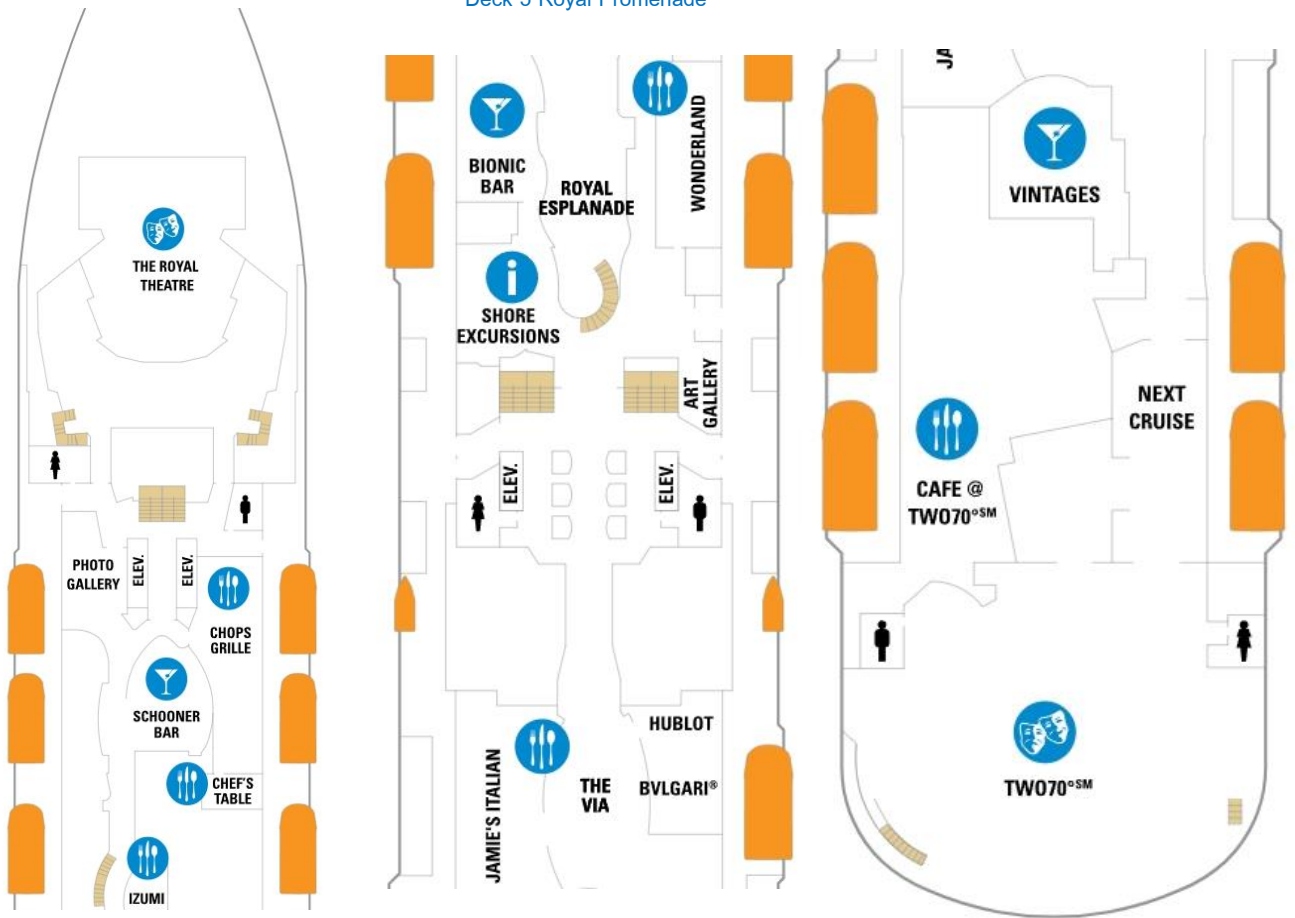 Deck 5 Royal Promenade
THE ROYAL
THEATRE
PHOTO
GALLERY
ELEV.
ELEV.
CHOPS
GRILLE
SCHOONER
BAR
CHEF'S
TABLE
IZUMI
BIONIC
BAR
ROYAL
ESPLANADE
WONDERLAND
SHORE
EXCURSIONS
ART
GALLERY
ELEV.
ELEV.
HUBLOT
JAMIE'S ITALIAN
THE
VIA
BVLGARI®
JA
VINTAGES
NEXT
CRUISE
CAFE @
TWO70°SM
TWO70°SM